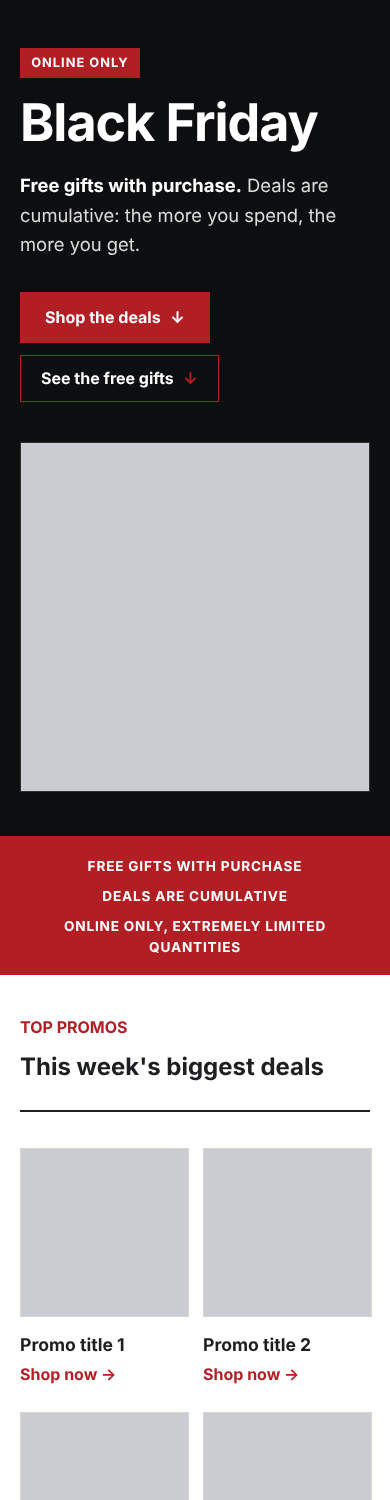 ONLINE ONLY
Black Friday
Free gifts with purchase. Deals are
cumulative: the more you spend, the
more you get.
Shop the deals ↓
See the free gifts ↓
FREE GIFTS WITH PURCHASE
DEALS ARE CUMULATIVE
ONLINE ONLY, EXTREMELY LIMITED
QUANTITIES
TOP PROMOS
This week's biggest deals
Promo title 1
Promo title 2
Shop now →
Shop now →